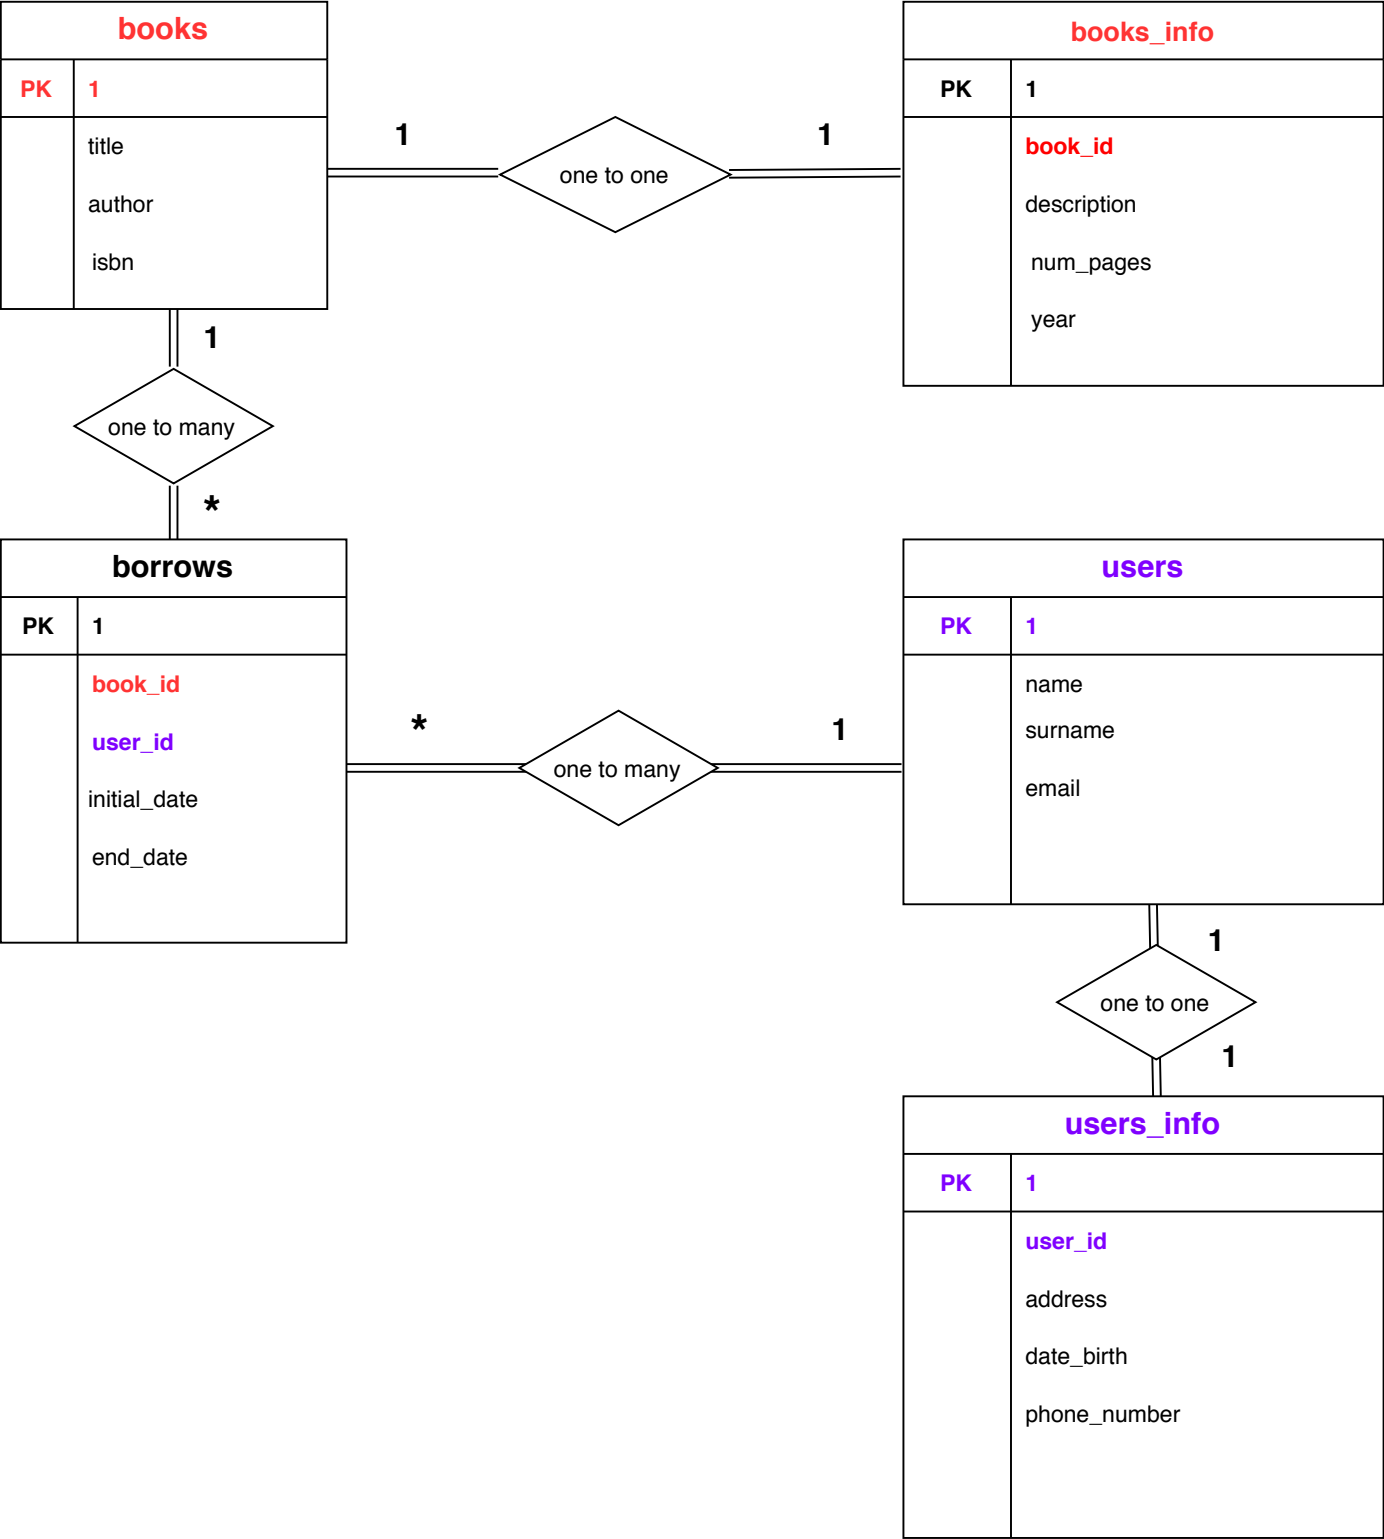 books
PK 1
title
author
isbn
1
one to one
1
books_info
PK 1
book_id
description
num_pages
year
1
one to many
*
borrows
PK 1
book_id
user_id
initial_date
end_date
*
one to many
1
users
PK 1
name
surname
email
1
one to one
1
users_info
PK 1
user_id
address
date_birth
phone_number